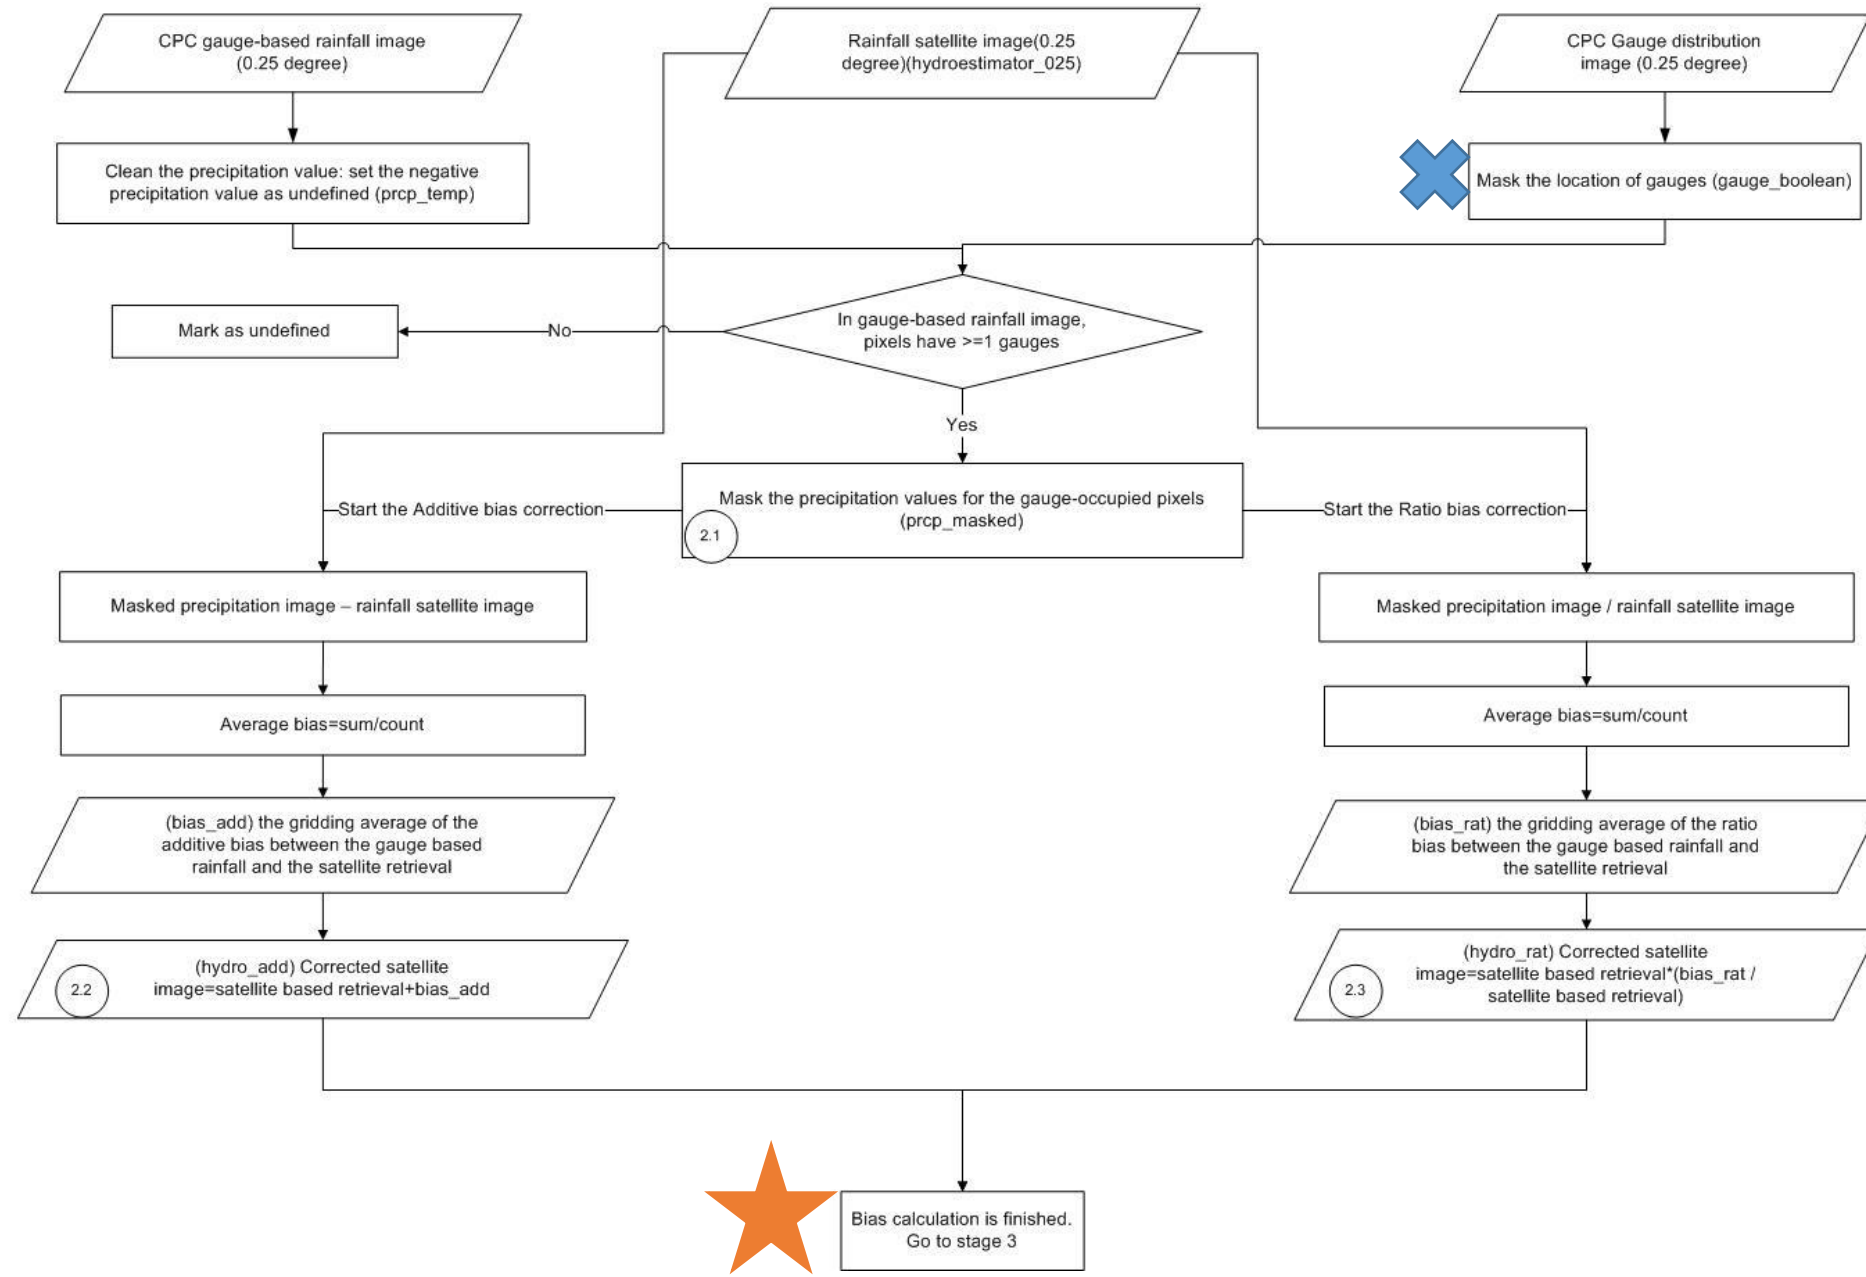 CPC gauge-based rainfall image
(0.25 degree)
Rainfall satellite image(0.25
degree)(hydroestimator_025)
CPC Gauge distribution
image (0.25 degree)
Clean the precipitation value: set the negative
precipitation value as undefined (prcp_temp)
Mask the location of gauges (gauge_boolean)
Mark as undefined
No
In gauge-based rainfall image,
pixels have >=1 gauges
Yes
Start the Additive bias correction
Mask the precipitation values for the gauge-occupied pixels
(prcp_masked)
2.1
Start the Ratio bias correction
Masked precipitation image – rainfall satellite image
Masked precipitation image / rainfall satellite image
Average bias=sum/count
Average bias=sum/count
(bias_add) the gridding average of the
additive bias between the gauge based
rainfall and the satellite retrieval
(bias_rat) the gridding average of the ratio
bias between the gauge based rainfall and
the satellite retrieval
(hydro_add) Corrected satellite
image=satellite based retrieval+bias_add
2.2
(hydro_rat) Corrected satellite
image=satellite based retrieval*(bias_rat /
satellite based retrieval)
2.3
Bias calculation is finished.
Go to stage 3